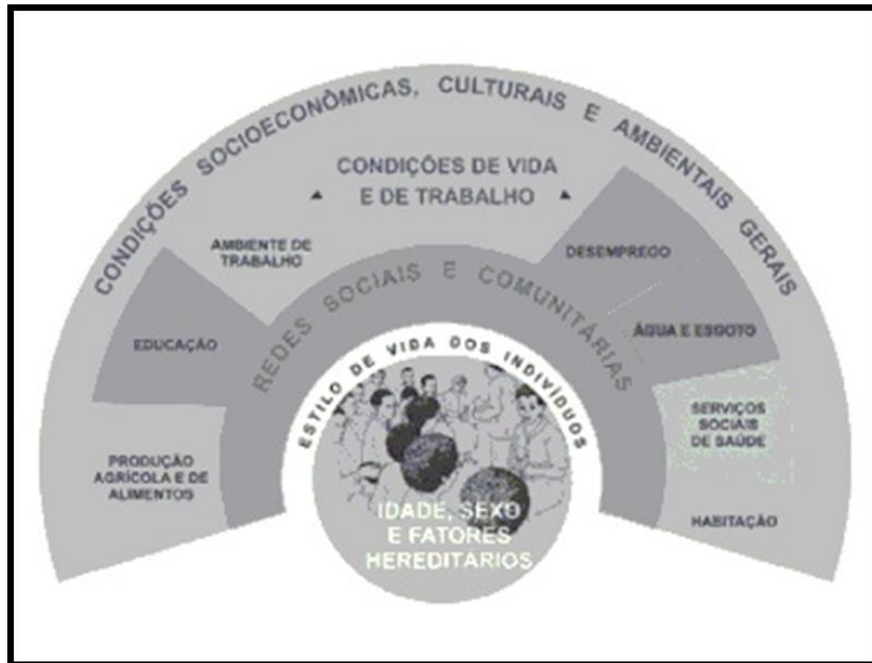 CONDIÇÕES SOCIOECONÔMICAS, CULTURAIS E AMBIENTAIS GERAIS
CONDIÇÕES DE VIDA
E DE TRABALHO
AMBIENTE DE
TRABALHO
DESEMPREGO
REDES SOCIAIS E COMUNITÁRIAS
EDUCAÇÃO
ÁGUA E ESGOTO
ESTILO DE VIDA DOS INDIVÍDUOS
SERVIÇOS
SOCIAIS
DE SAÚDE
PRODUÇÃO
AGRÍCOLA E DE
ALIMENTOS
HABITAÇÃO
IDADE, SEXO
E FATORES
HEREDITÁRIOS